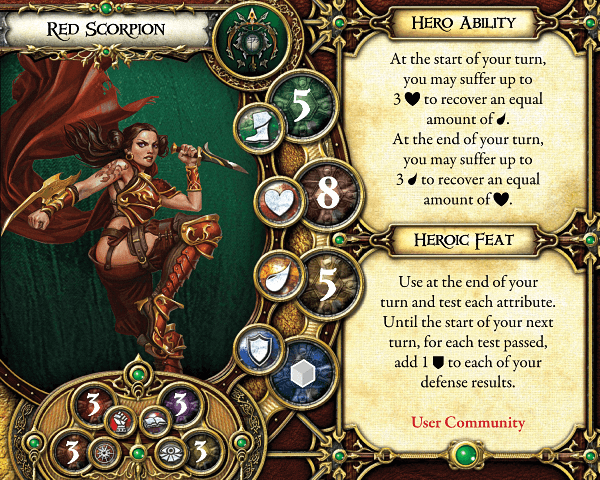 Red Scorpion
5
8
5
3
3
3
3
Hero Ability
At the start of your turn,
you may suffer up to
3 to recover an equal
amount of .
At the end of your turn,
you may suffer up to
3 to recover an equal
amount of .
Heroic Feat
Use at the end of your
turn and test each attribute.
Until the start of your next
turn, for each test passed,
add 1 to each of your
defense results.
User Community